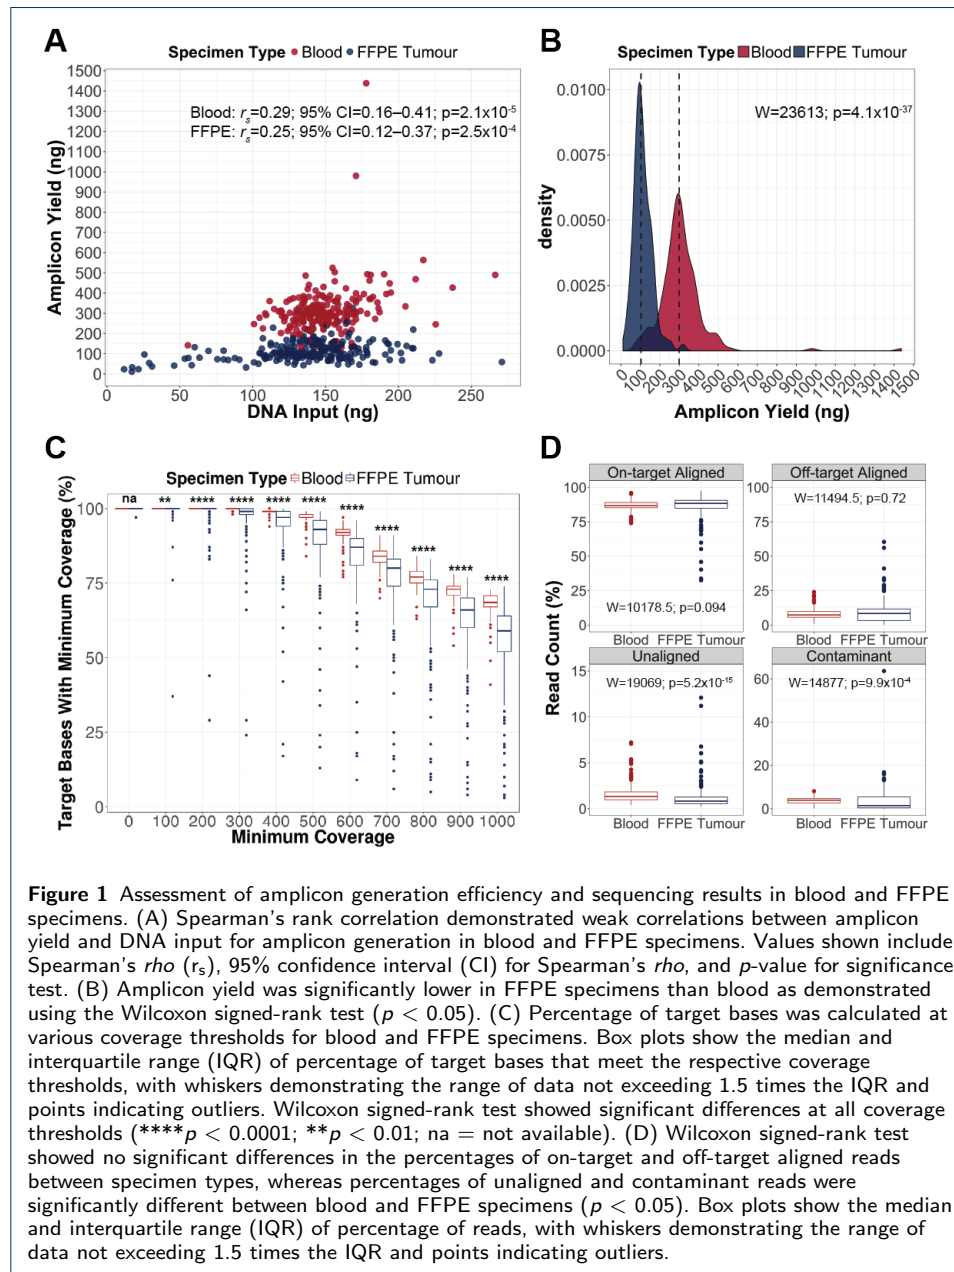 A
Specimen Type Blood FFPE Tumour
Blood: rs=0.29; 95% CI=0.16–0.41; p=2.1x10-5
FFPE: rs=0.25; 95% CI=0.12–0.37; p=2.5x10-4
Amplicon Yield (ng)
1500
1400
1300
1200
1100
1000
900
800
700
600
500
400
300
200
100
0
0 50 100 150 200 250
DNA Input (ng)
B
Specimen Type Blood FFPE Tumour
W=23613; p=4.1x10-37
density
0.0100
0.0075
0.0050
0.0025
0.0000
0 100 200 300 400 500 600 700 800 900 1000 1100 1200 1300 1400 1500
Amplicon Yield (ng)
C
Specimen Type Blood FFPE Tumour
na ** **** **** **** **** **** **** **** **** ****
Target Bases With Minimum Coverage (%)
100
75
50
25
0
0 100 200 300 400 500 600 700 800 900 1000
Minimum Coverage
D
Read Count (%)
On-target Aligned
100
75
50
25
0
W=10178.5; p=0.094
Blood FFPE Tumour
Off-target Aligned
W=11494.5; p=0.72
100
75
50
25
0
Blood FFPE Tumour
Unaligned
W=19069; p=5.2x10-15
15
10
5
0
Blood FFPE Tumour
Contaminant
W=14877; p=9.9x10-4
60
40
20
0
Blood FFPE Tumour
Figure 1 Assessment of amplicon generation efficiency and sequencing results in blood and FFPE
specimens. (A) Spearman's rank correlation demonstrated weak correlations between amplicon
yield and DNA input for amplicon generation in blood and FFPE specimens. Values shown include
Spearman's rho (rs), 95% confidence interval (CI) for Spearman's rho, and p-value for significance
test. (B) Amplicon yield was significantly lower in FFPE specimens than blood as demonstrated
using the Wilcoxon signed-rank test (p < 0.05). (C) Percentage of target bases was calculated at
various coverage thresholds for blood and FFPE specimens. Box plots show the median and
interquartile range (IQR) of percentage of target bases that meet the respective coverage
thresholds, with whiskers demonstrating the range of data not exceeding 1.5 times the IQR and
points indicating outliers. Wilcoxon signed-rank test showed significant differences at all coverage
thresholds (****p < 0.0001; **p < 0.01; na = not available). (D) Wilcoxon signed-rank test
showed no significant differences in the percentages of on-target and off-target aligned reads
between specimen types, whereas percentages of unaligned and contaminant reads were
significantly different between blood and FFPE specimens (p < 0.05). Box plots show the median
and interquartile range (IQR) of percentage of reads, with whiskers demonstrating the range of
data not exceeding 1.5 times the IQR and points indicating outliers.